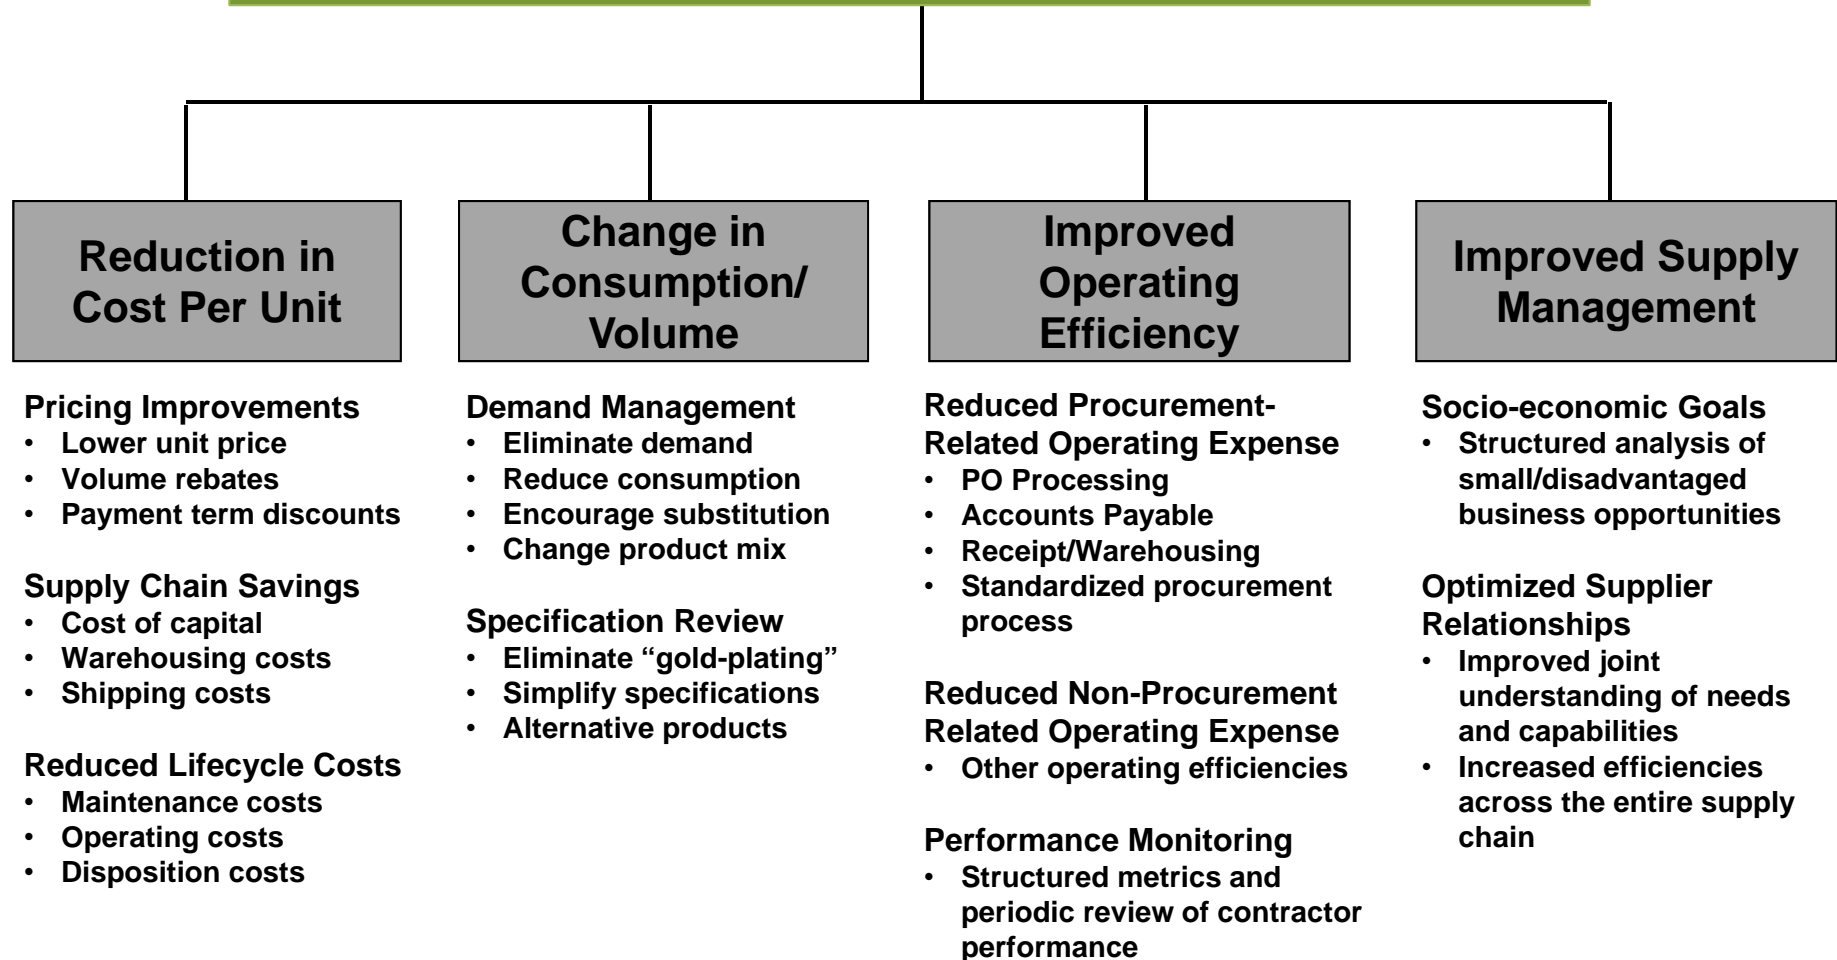 Reduction in
Cost Per Unit
Change in
Consumption/
Volume
Improved
Operating
Efficiency
Improved Supply
Management
Pricing Improvements
• Lower unit price
• Volume rebates
• Payment term discounts
Supply Chain Savings
• Cost of capital
• Warehousing costs
• Shipping costs
Reduced Lifecycle Costs
• Maintenance costs
• Operating costs
• Disposition costs
Demand Management
• Eliminate demand
• Reduce consumption
• Encourage substitution
• Change product mix
Specification Review
• Eliminate “gold-plating”
• Simplify specifications
• Alternative products
Reduced Procurement-
Related Operating Expense
• PO Processing
• Accounts Payable
• Receipt/Warehousing
• Standardized procurement
process
Reduced Non-Procurement
Related Operating Expense
• Other operating efficiencies
Performance Monitoring
• Structured metrics and
periodic review of contractor
performance
Socio-economic Goals
• Structured analysis of
small/disadvantaged
business opportunities
Optimized Supplier
Relationships
• Improved joint
understanding of needs
and capabilities
• Increased efficiencies
across the entire supply
chain